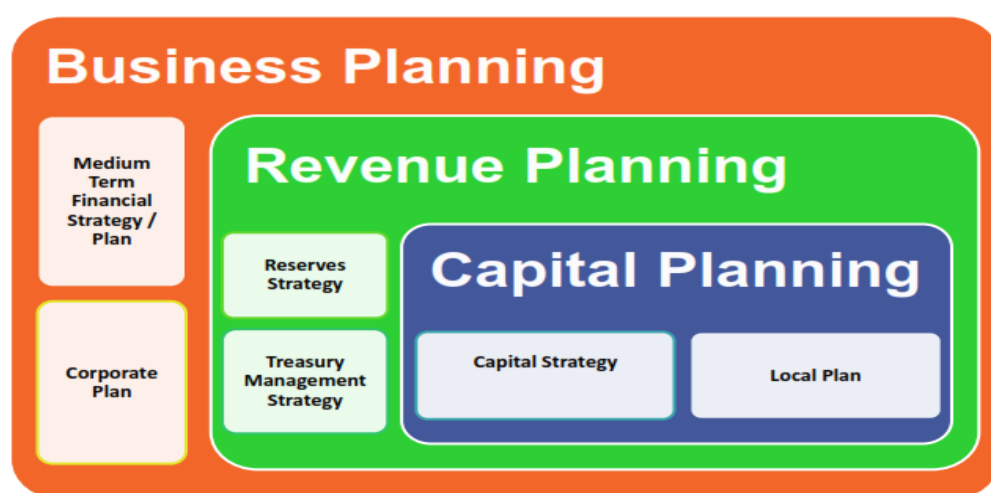 Business Planning
Medium
Term
Financial
Strategy /
Plan
Corporate
Plan
Revenue Planning
Reserves
Strategy
Treasury
Management
Strategy
Capital Planning
Capital Strategy
Local Plan